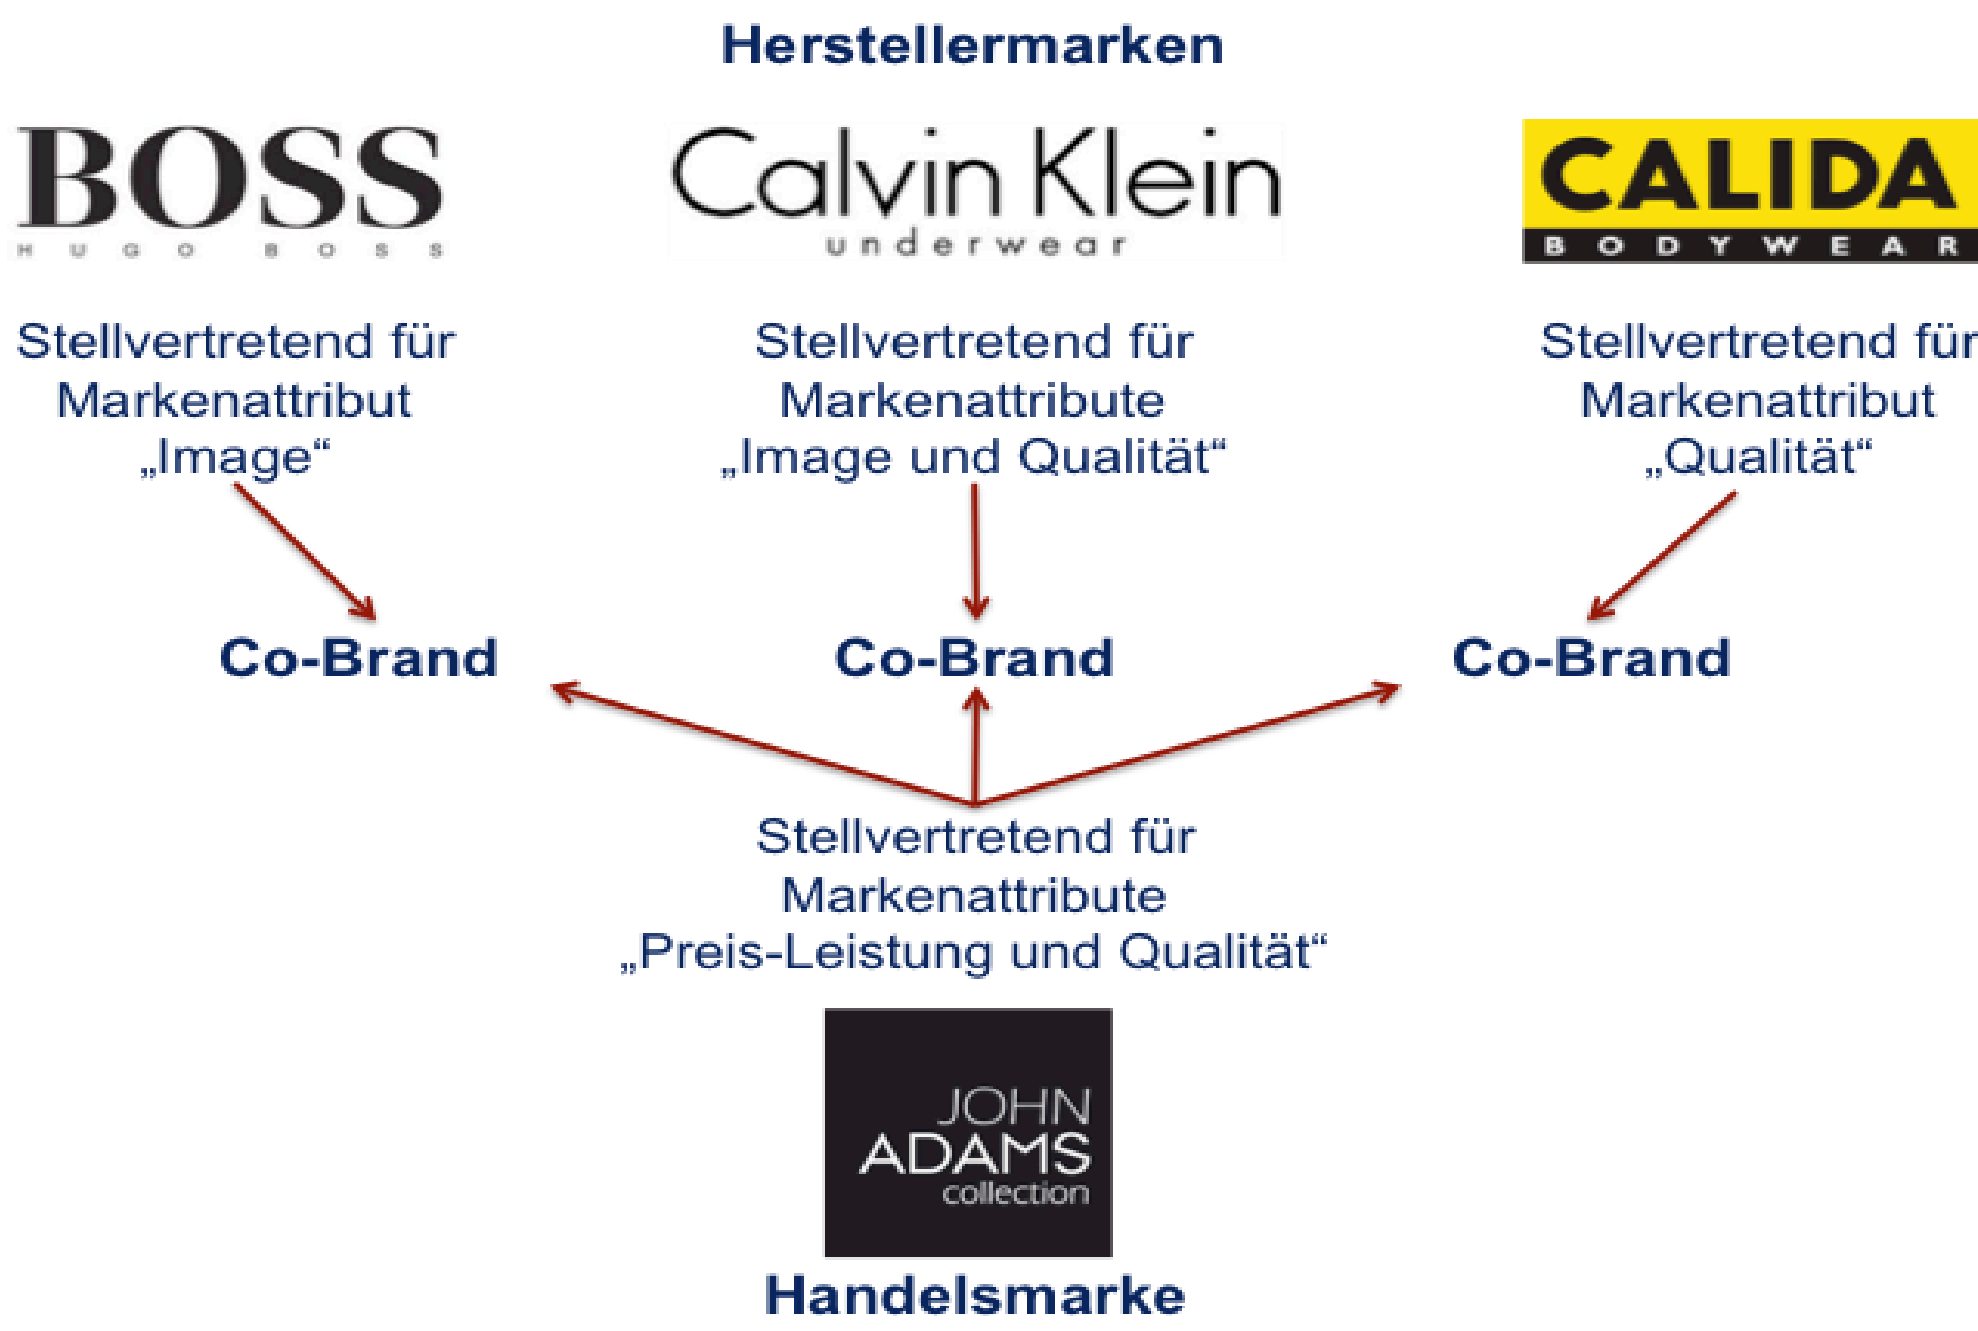 Herstellermarken
BOSS
HUGO BOSS
Calvin Klein
underwear
CALIDA
BODYWEAR
Stellvertretend für
Markenattribut
„Image“
Stellvertretend für
Markenattribute
„Image und Qualität“
Stellvertretend für
Markenattribut
„Qualität“
Co-Brand
Co-Brand
Co-Brand
Stellvertretend für
Markenattribute
„Preis-Leistung und Qualität“
JOHN
ADAMS
collection
Handelsmarke